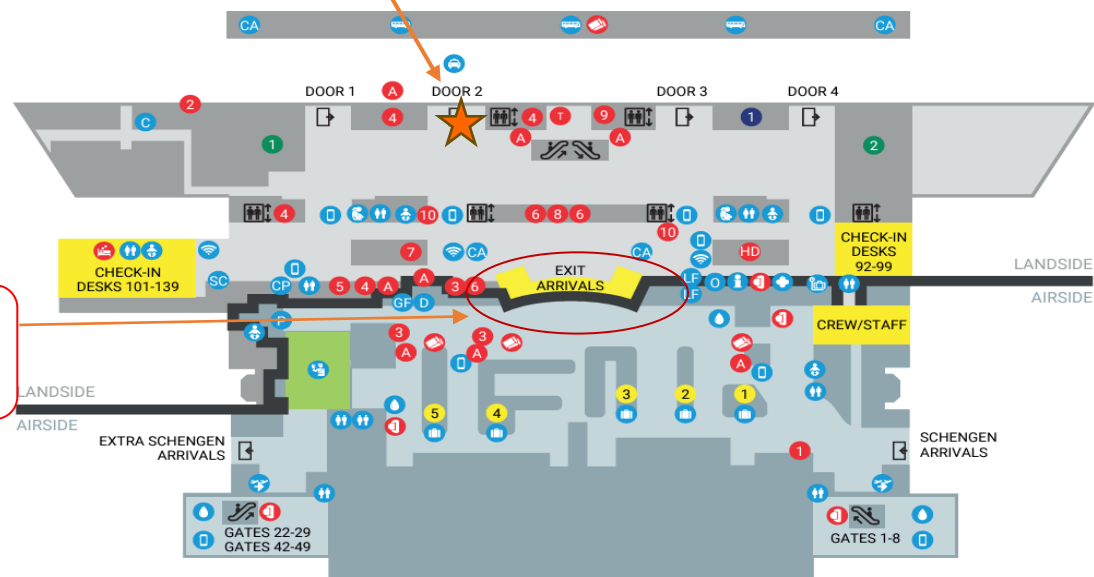 CA
CA
DOOR 1
A
DOOR 2
DOOR 3
DOOR 4
2
C
4
4
T
9
1
A
A
1
2
4
10
6
8
6
10
CHECK-IN
DESKS
92-99
7
CA
CA
HD
EXIT
ARRIVALS
CHECK-IN
DESKS 101-139
SC
CP
5
4
A
A
3
6
LF
O
LF
LANDSIDE
AIRSIDE
GF
D
P
CREW/STAFF
3
A
3
A
A
LANDSIDE
AIRSIDE
5
4
3
2
1
EXTRA SCHENGEN
ARRIVALS
1
SCHENGEN
ARRIVALS
GATES 22-29
GATES 42-49
GATES 1-8